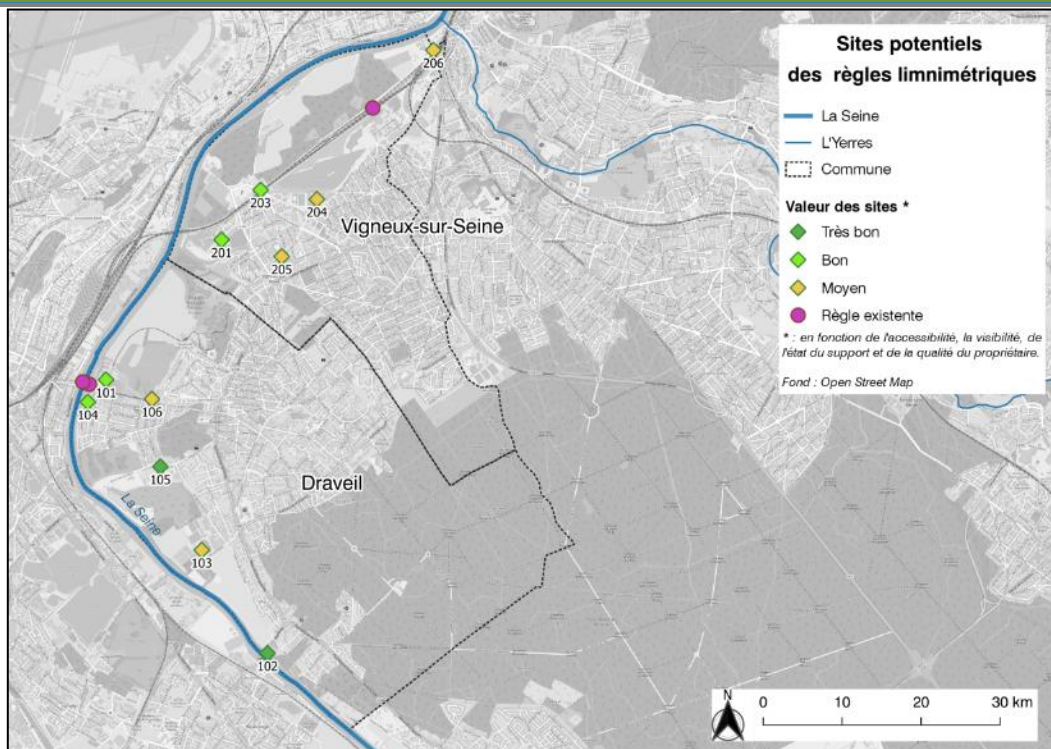 Sites potentiels
des règles limnimétriques
La Seine
L'Yerres
Commune
Valeur des sites *
Très bon
Bon
Moyen
Règle existente
* : en fonction de l'accessibilité, la visibilité, de
l'état du support et de la qualité du propriétaire.
Fond : Open Street Map
206
203
204
Vigneux-sur-Seine
201
205
101
104
106
105
Draveil
La Seine
103
102
N
0 10 20 30 km